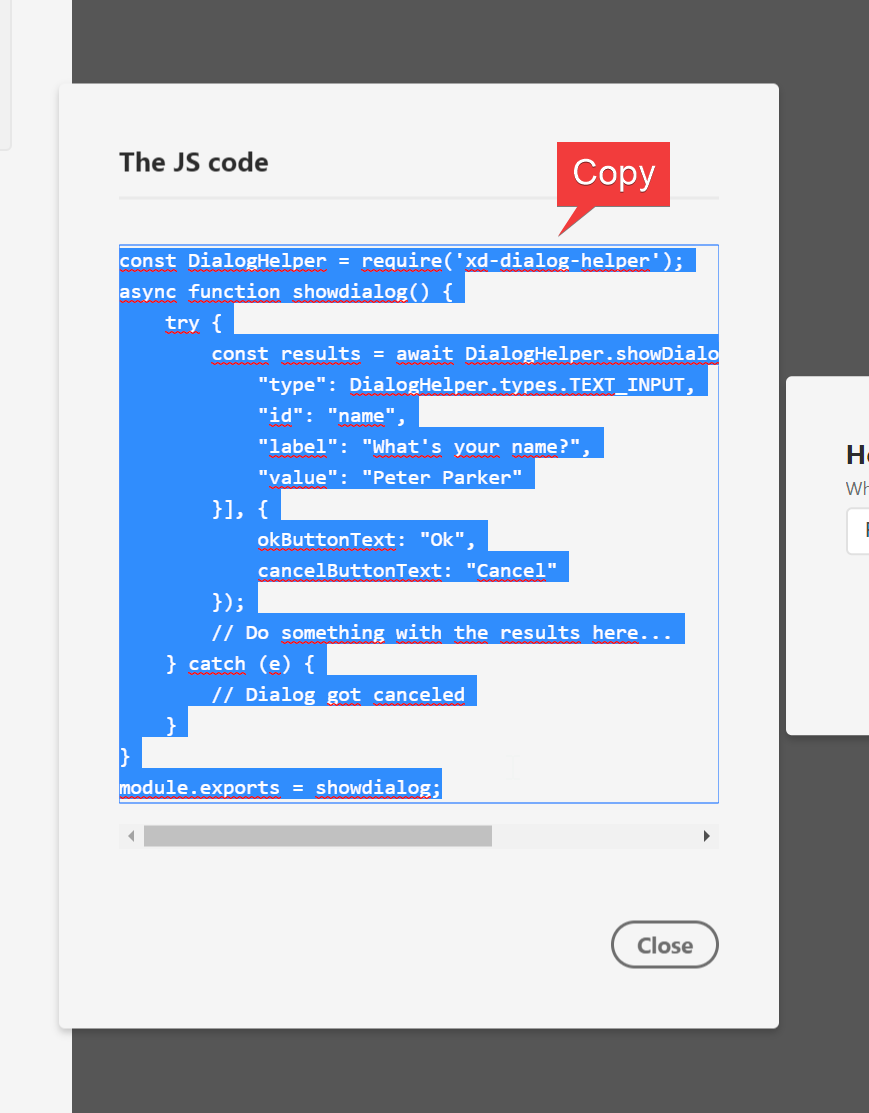 The JS code
Copy
const DialogHelper = require('xd-dialog-helper');
async function showdialog() {
    try {
        const results = await DialogHelper.showDialo
            "type": DialogHelper.types.TEXT_INPUT,
            "id": "name",
            "label": "What's your name?",
            "value": "Peter Parker"
        }], {
            okButtonText: "Ok",
            cancelButtonText: "Cancel"
        });
        // Do something with the results here...
    } catch (e) {
        // Dialog got canceled
    }
}
module.exports = showdialog;
Close